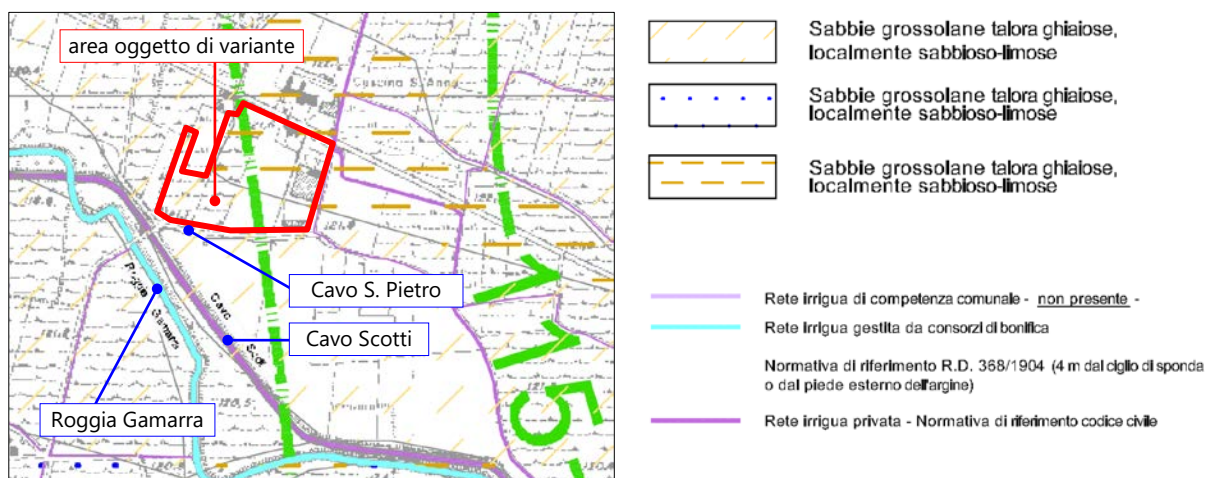 area oggetto di variante
Cascina S. Anna
Cavo S. Pietro
Cavo Scotti
Roggia Gamarra
Roggia Gamarra
Cavo
115
Sabbie grossolane talora ghiaiose,
localmente sabbioso-limose
Sabbie grossolane talora ghiaiose,
localmente sabbioso-limose
Sabbie grossolane talora ghiaiose,
localmente sabbioso-limose
Rete irrigua di competenza comunale - non presente -
Rete irrigua gestita da consorzi di bonifica
Normativa di riferimento R.D. 368/1904 (4 m dal ciglio di sponda
o dal piede esterno dell'argine)
Rete irrigua privata - Normativa di riferimento codice civile